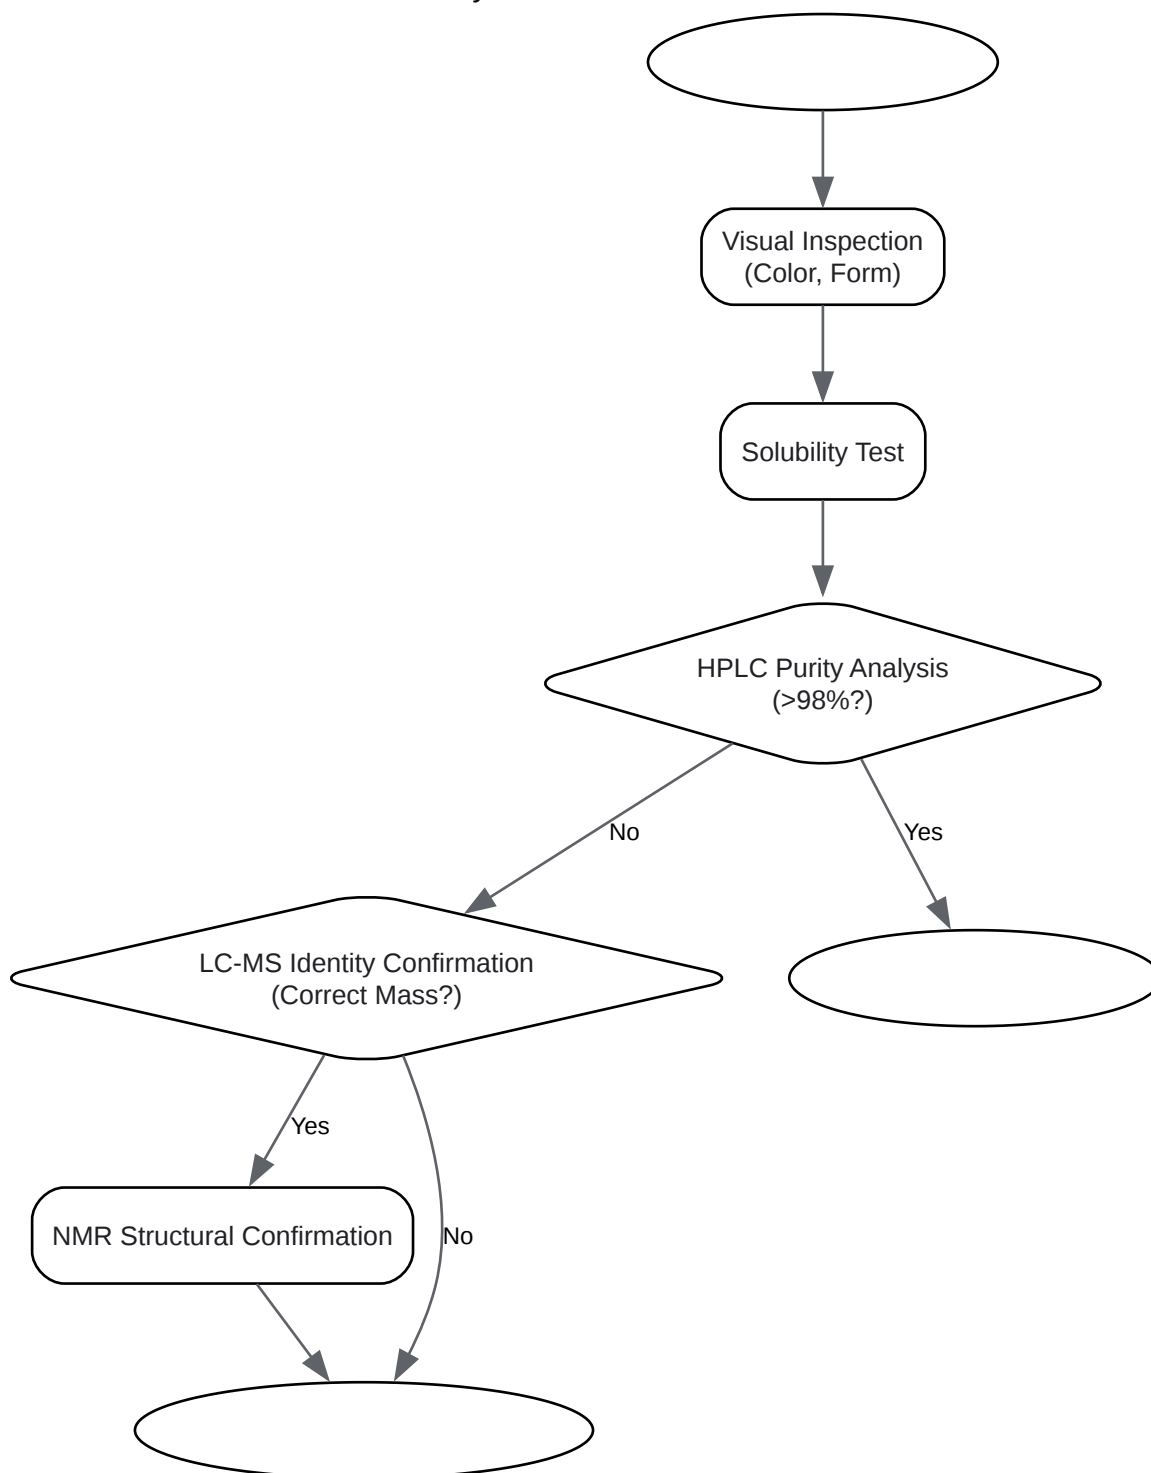 Visual Inspection
(Color, Form)
Solubility Test
HPLC Purity Analysis
(>98%?)
No
Yes
LC-MS Identity Confirmation
(Correct Mass?)
Yes
NMR Structural Confirmation
No